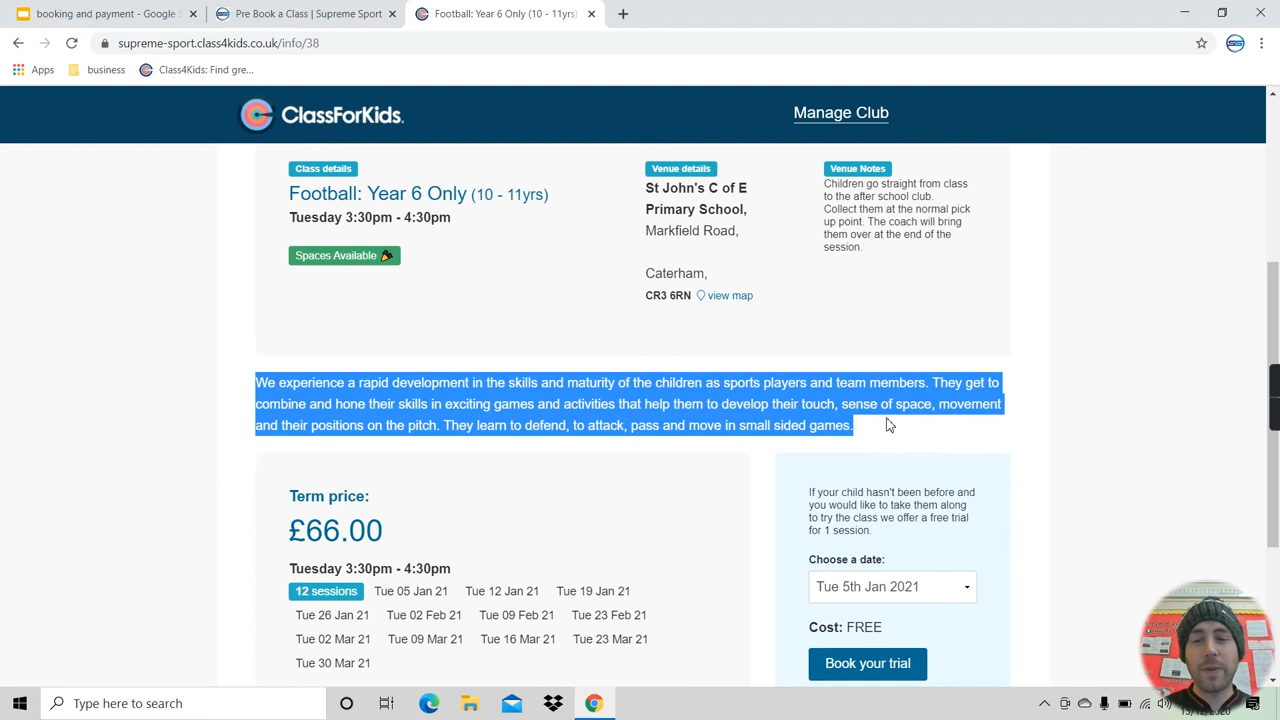 booking and payment - Google S
Pre Book a Class | Supreme Sport
Football: Year 6 Only (10 - 11yrs)
supreme-sport.class4kids.co.uk/info/38
Apps
business
Class4Kids: Find gre...
ClassForKids.
Manage Club
Class details
Football: Year 6 Only (10 - 11yrs)
Tuesday 3:30pm - 4:30pm
Spaces Available
Venue details
St John's C of E
Primary School,
Markfield Road,
Caterham,
CR3 6RN view map
Venue Notes
Children go straight from class
to the after school club.
Collect them at the normal pick
up point. The coach will bring
them over at the end of the
session.
We experience a rapid development in the skills and maturity of the children as sports players and team members. They get to
combine and hone their skills in exciting games and activities that help them to develop their touch, sense of space, movement
and their positions on the pitch. They learn to defend, to attack, pass and move in small sided games.
Term price:
£66.00
Tuesday 3:30pm - 4:30pm
12 sessions Tue 05 Jan 21 Tue 12 Jan 21 Tue 19 Jan 21
Tue 26 Jan 21 Tue 02 Feb 21 Tue 09 Feb 21 Tue 23 Feb 21
Tue 02 Mar 21 Tue 09 Mar 21 Tue 16 Mar 21 Tue 23 Mar 21
Tue 30 Mar 21
If your child hasn't been before and
you would like to take them along
to try the class we offer a free trial
for 1 session.
Choose a date:
Tue 5th Jan 2021
Cost: FREE
Book your trial
Type here to search